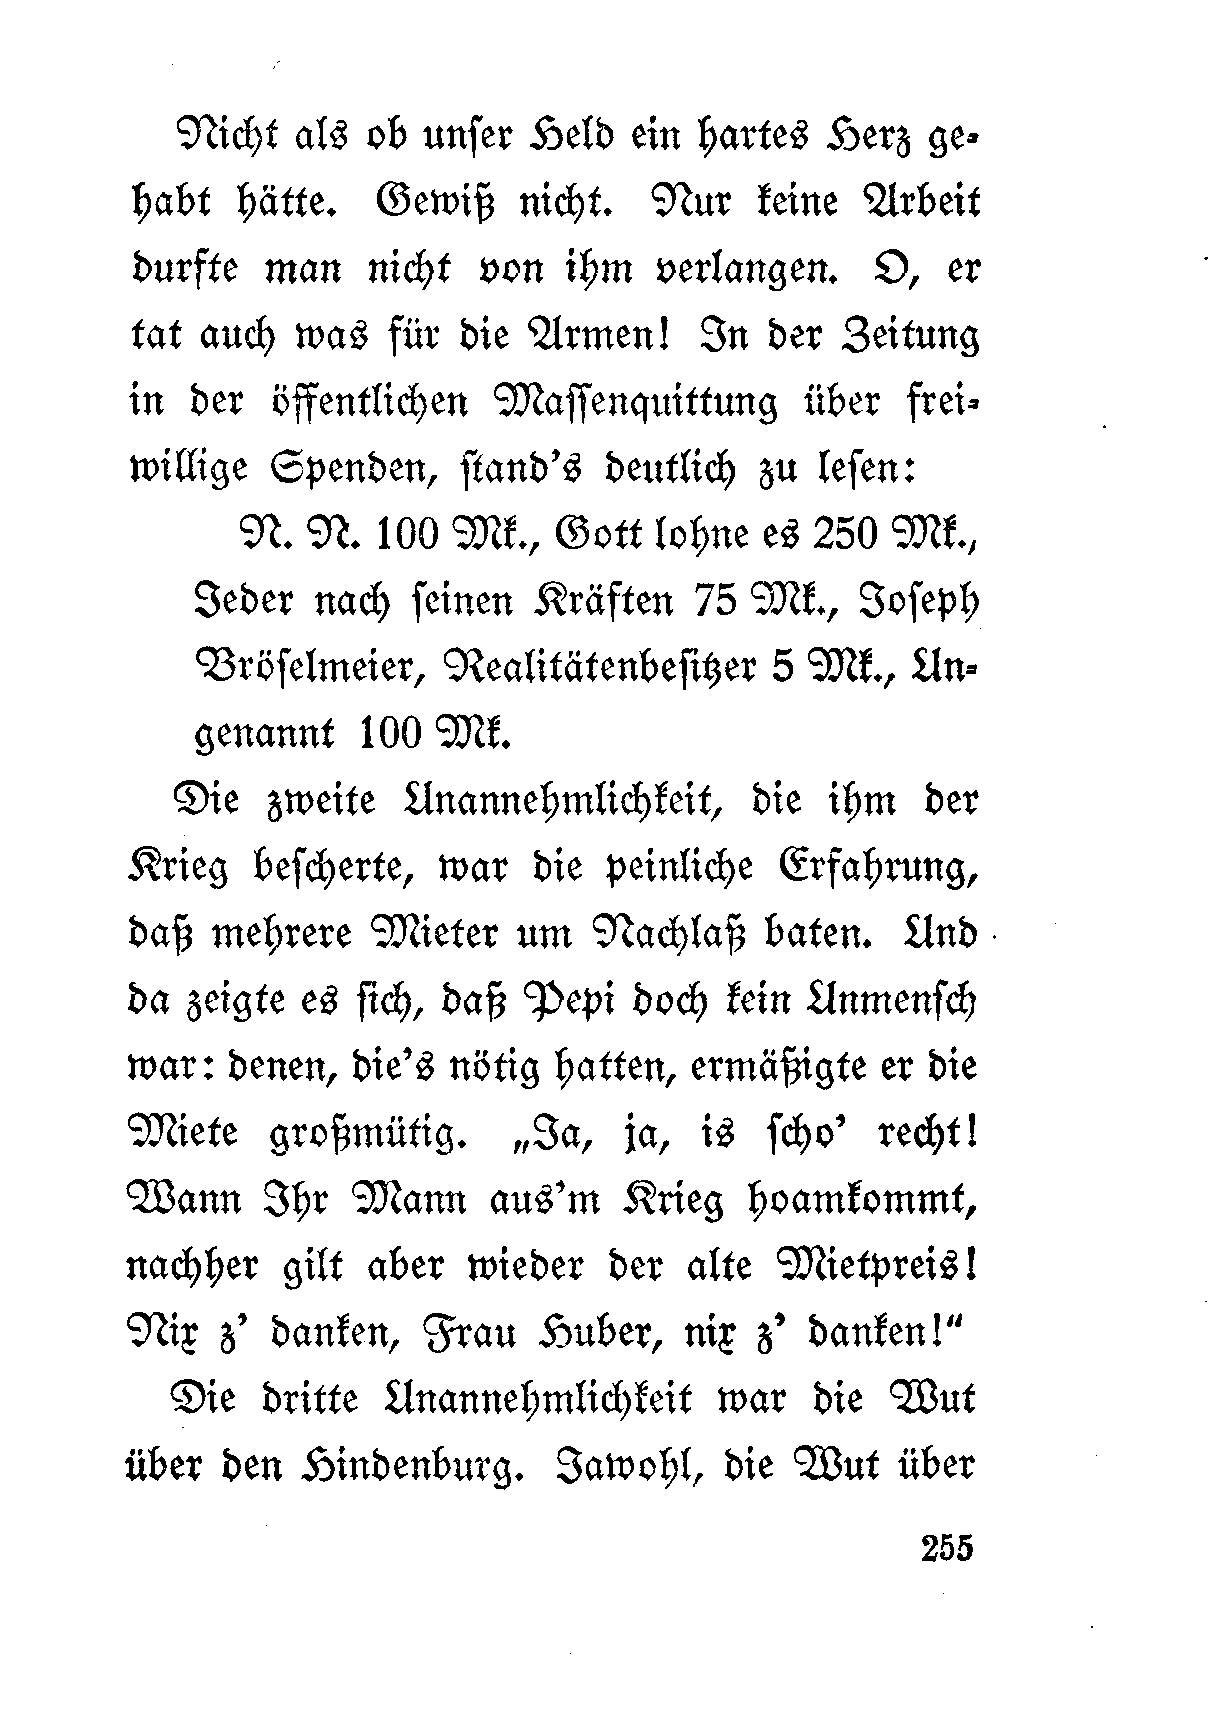 Nicht als ob unser Held ein hartes Herz ge-
habt hätte. Gewiß nicht. Nur keine Arbeit
durfte man nicht von ihm verlangen. O, er
tat auch was für die Armen! In der Zeitung
in der öffentlichen Massenquittung über frei-
willige Spenden, stand's deutlich zu lesen:
N. N. 100 Mk., Gott lohne es 250 Mk.,
Jeder nach seinen Kräften 75 Mk., Joseph
Bröselmeier, Realitätenbesitzer 5 Mk., Un-
genannt 100 Mk.
Die zweite Unannehmlichkeit, die ihm der
Krieg bescherte, war die peinliche Erfahrung,
daß mehrere Mieter um Nachlaß baten. Und
da zeigte es sich, daß Pepi doch kein Unmensch
war: denen, die's nötig hatten, ermäßigte er die
Miete großmütig. „Ja, ja, is scho' recht!
Wann Ihr Mann aus'm Krieg hoamkommt,
nachher gilt aber wieder der alte Mietpreis!
Nix z' danken, Frau Huber, nix z' danken!“
Die dritte Unannehmlichkeit war die Wut
über den Hindenburg. Jawohl, die Wut über
255